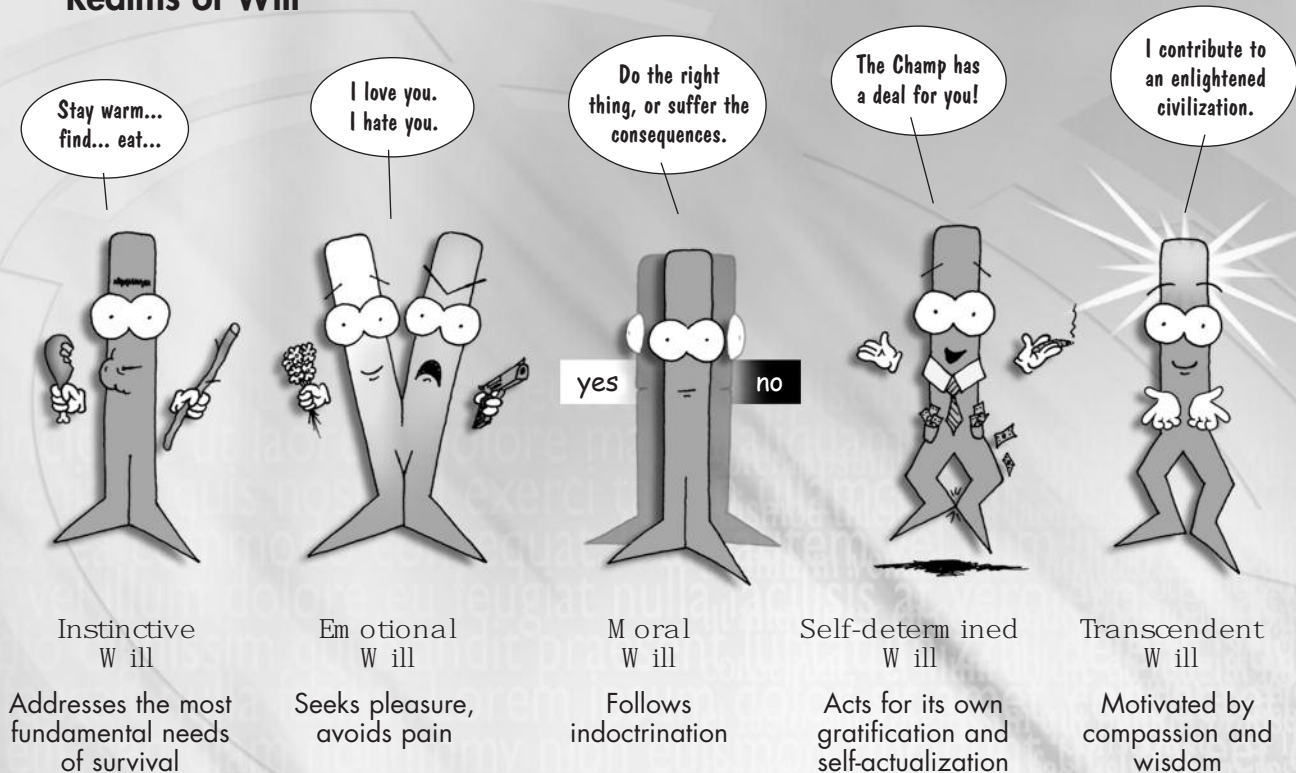 Realms of Will
Stay warm...
find... eat...
I love you.
I hate you.
Do the right
thing, or suffer the
consequences.
The Champ has
a deal for you!
I contribute to
an enlightened
civilization.
yes
no
Instinctive
Will
Addresses the most
fundamental needs
of survival
Emotional
Will
Seeks pleasure,
avoids pain
Moral
Will
Follows
indoctrination
Self-determined
Will
Acts for its own
gratification and
self-actualization
Transcendent
Will
Motivated by
compassion and
wisdom